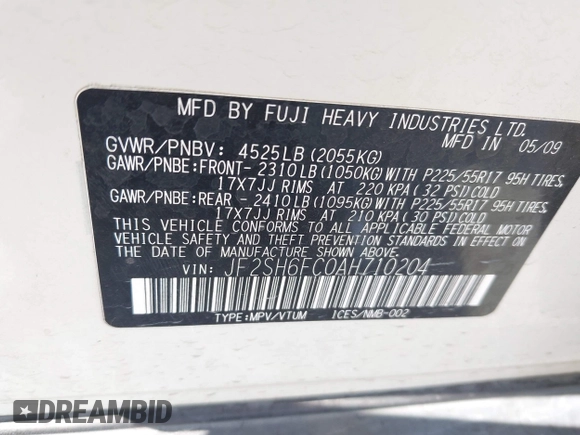 MFD BY FUJI HEAVY INDUSTRIES LTD.
MFD IN 05/09
GVWR/PNBV: 4525LB(2055KG)
GAWR/PNBE:FRONT- 2310LB(1050KG)WITH P225/55R17 95H TIRES,
17X7JJ RIMS AT 220 KPA(32 PSI)COLD
GAWR/PNBE:REAR - 2410LB(1095KG)WITH P225/55R17 95H TIRES,
17X7JJ RIMS AT 210 KPA(30 PSI)COLD
THIS VEHICLE CONFORMS TO ALL APPLICABLE FEDERAL MOTOR
VEHICLE SAFETY AND THEFT PREVENTION STANDARDS IN EFFECT ON
THE DATE OF MANUFACTURE SHOWN ABOVE.
VIN: JF2SH6FC0AH710204
TYPE:MPV/VTUM ICES/NMB-002
DREAMBID